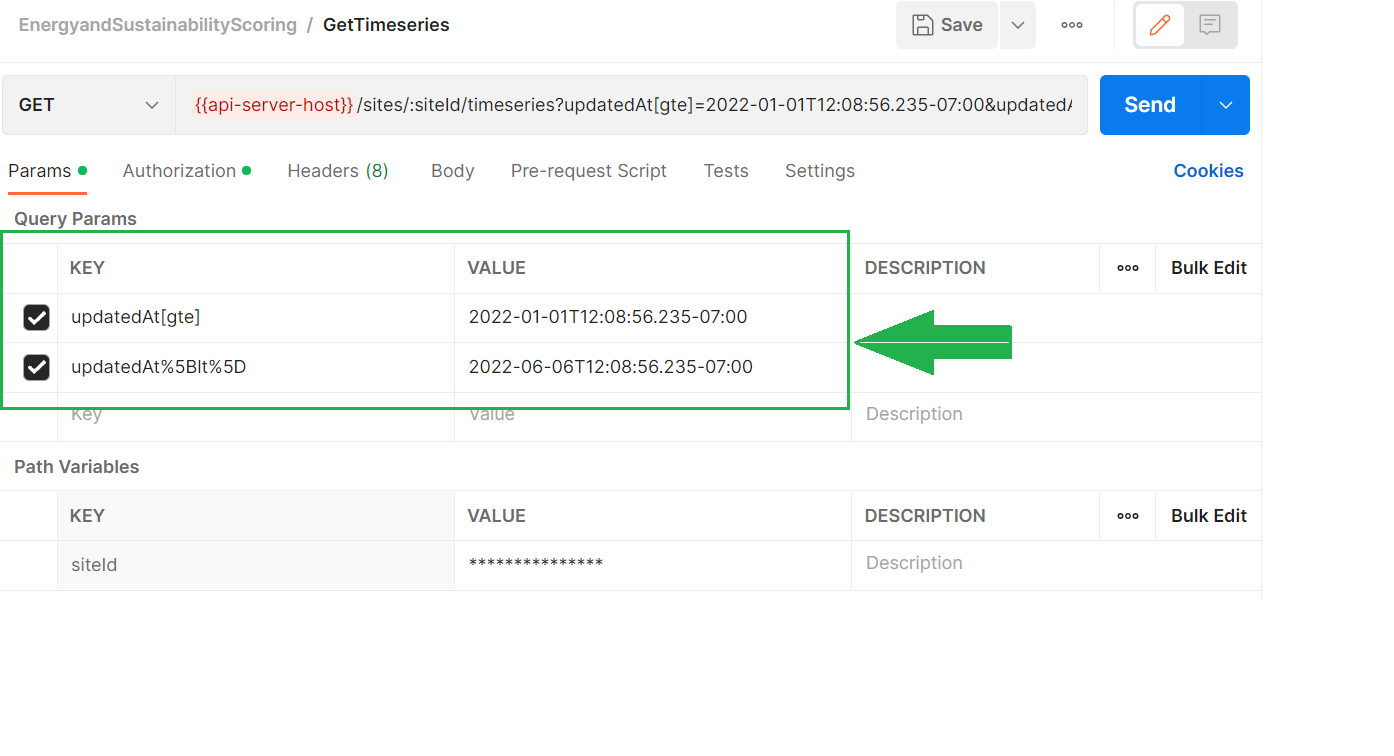 EnergyandSustainabilityScoring / GetTimeseries
Save
GET {{api-server-host}}/sites/:siteId/timeseries?updatedAt[gte]=2022-01-01T12:08:56.235-07:00&updatedA
Send
Params Authorization Headers (8) Body Pre-request Script Tests Settings Cookies
Query Params
KEY VALUE DESCRIPTION ooo Bulk Edit
updatedAt[gte] 2022-01-01T12:08:56.235-07:00
updatedAt%5Blt%5D 2022-06-06T12:08:56.235-07:00
Key Value Description
Path Variables
KEY VALUE DESCRIPTION ooo Bulk Edit
siteId *************** Description